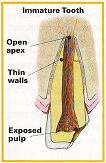 Immature Tooth
Open
apex
Thin
walls
Exposed
pulp